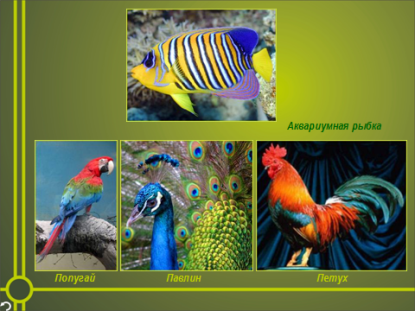 Аквариумная рыбка
Попугай
Павлин
Петух